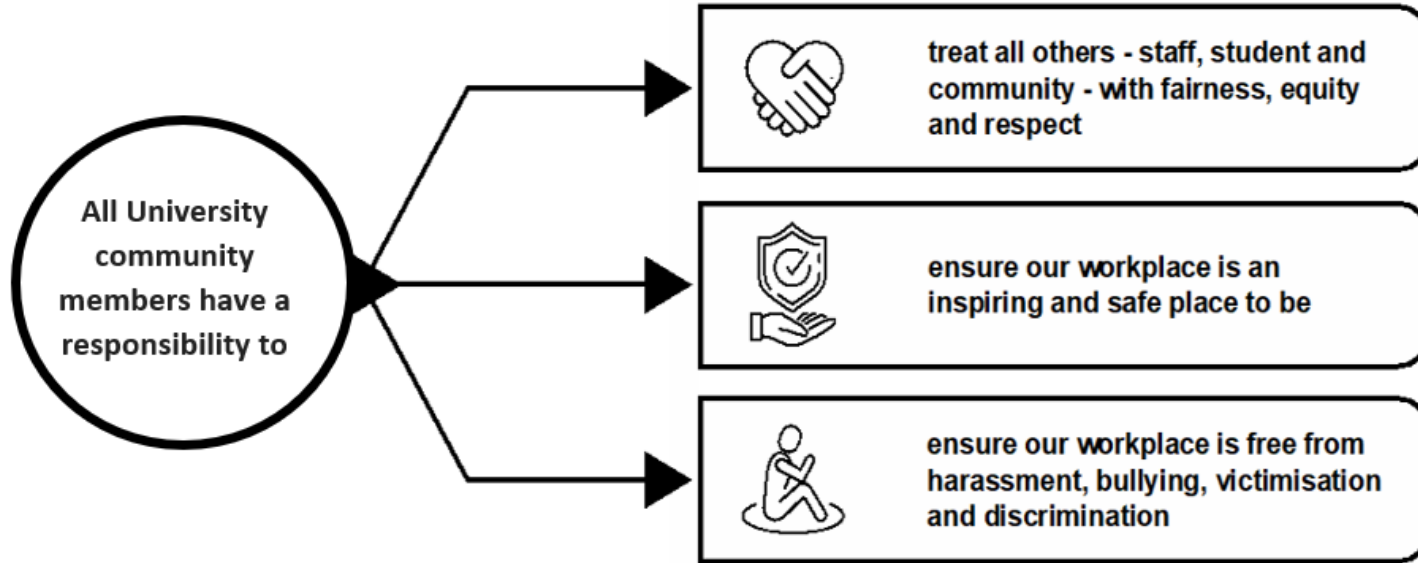 All University
community
members have a
responsibility to
treat all others - staff, student and
community - with fairness, equity
and respect
ensure our workplace is an
inspiring and safe place to be
ensure our workplace is free from
harassment, bullying, victimisation
and discrimination